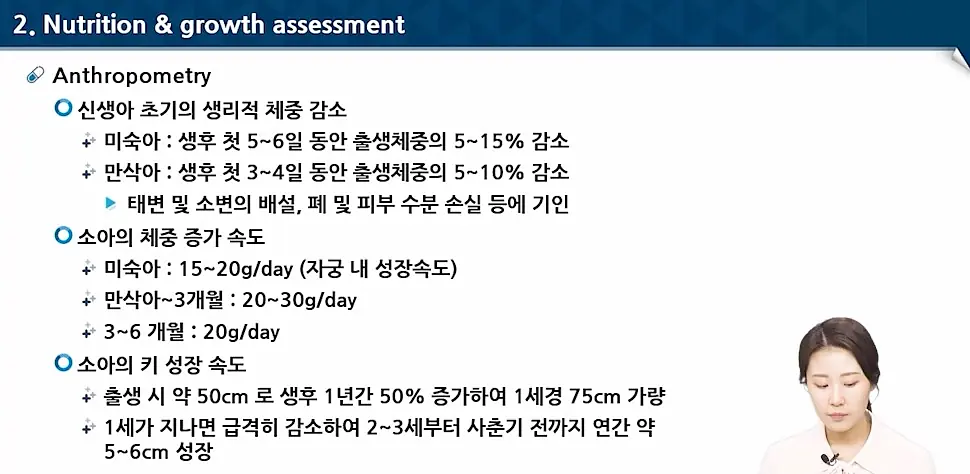 2. Nutrition & growth assessment
Anthropometry
신생아 초기의 생리적 체중 감소
미숙아 : 생후 첫 5~6일 동안 출생체중의 5~15% 감소
만삭아 : 생후 첫 3~4일 동안 출생체중의 5~10% 감소
태변 및 소변의 배설, 폐 및 피부 수분 손실 등에 기인
소아의 체중 증가 속도
미숙아 : 15~20g/day (자궁 내 성장속도)
만삭아~3개월 : 20~30g/day
3~6 개월 : 20g/day
소아의 키 성장 속도
출생 시 약 50cm 로 생후 1년간 50% 증가하여 1세경 75cm 가량
1세가 지나면 급격히 감소하여 2~3세부터 사춘기 전까지 연간 약
5~6cm 성장